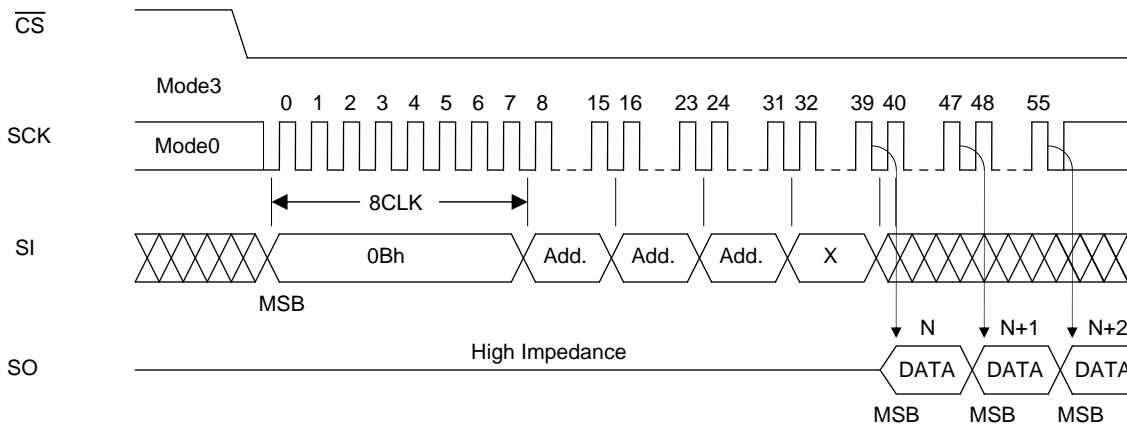 CS
Mode3
0 1 2 3 4 5 6 7 8 15 16 23 24 31 32 39 40 47 48 55
SCK
Mode0
8CLK
SI
0Bh Add. Add. Add. X
MSB
N N+1 N+2
High Impedance
SO
DATA DATA DATA
MSB MSB MSB